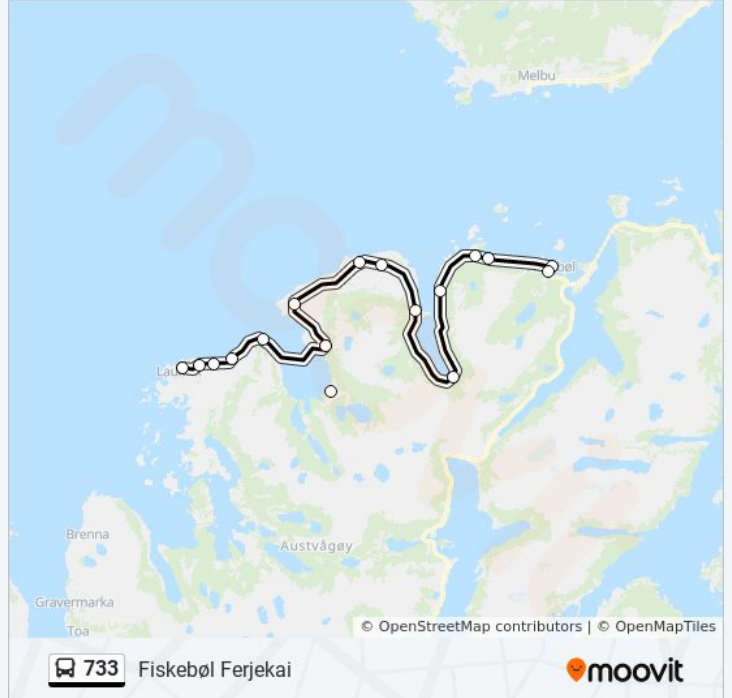 Melbu
Brenna
Austvågøy
Gravermarka
Toa
© OpenStreetMap contributors | © OpenMapTiles
733 Fiskebøl Ferjekai
moovit